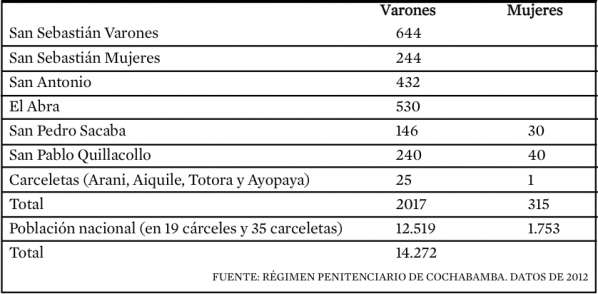 Varones Mujeres
San Sebastián Varones 644
San Sebastián Mujeres 244
San Antonio 432
El Abra 530
San Pedro Sacaba 146 30
San Pablo Quillacollo 240 40
Carceletas (Arani, Aiquile, Totora y Ayopaya) 25 1
Total 2017 315
Población nacional (en 19 cárceles y 35 carceletas) 12.519 1.753
Total 14.272
FUENTE: RÉGIMEN PENITENCIARIO DE COCHABAMBA. DATOS DE 2012